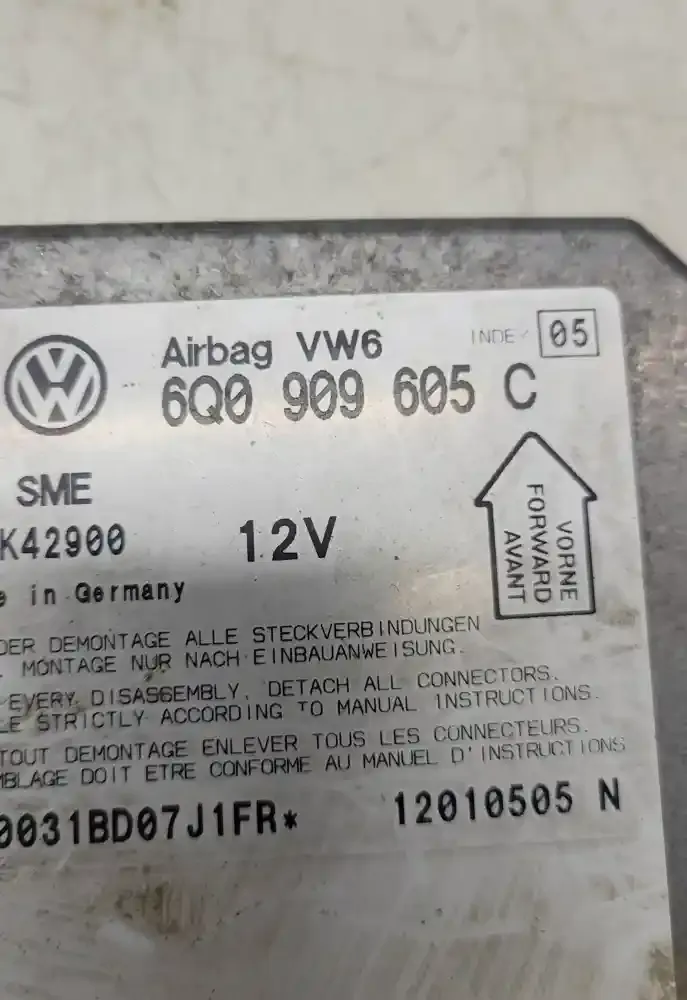 Airbag VW6
INDEX 05
6Q0 909 605 C
SME
K42900
12V
VORNE
FORWARD
AVANT
in Germany
DER DEMONTAGE ALLE STECKVERBINDUNGEN
MONTAGE NUR NACH EINBAUANWEISUNG.
EVERY DISASSEMBLY, DETACH ALL CONNECTORS.
STRICTLY ACCORDING TO MANUAL INSTRUCTIONS.
TOUT DEMONTAGE ENLEVER TOUS LES CONNECTEURS.
MBLAGE DOIT ETRE CONFORME AU MANUEL D'INSTRUCTIONS
0031BD07J1FR*
12010505 N